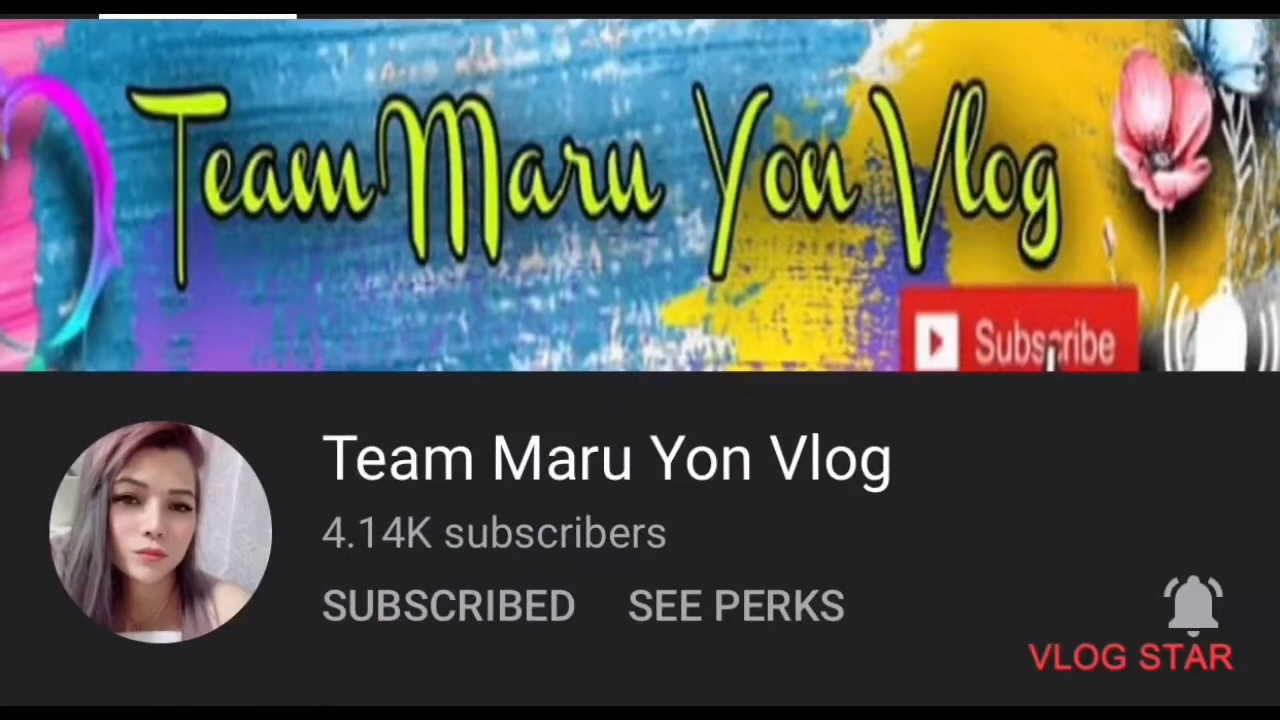 Team Maru Yon Vlog
Subscribe
Team Maru Yon Vlog
4.14K subscribers
SUBSCRIBED SEE PERKS
VLOG STAR